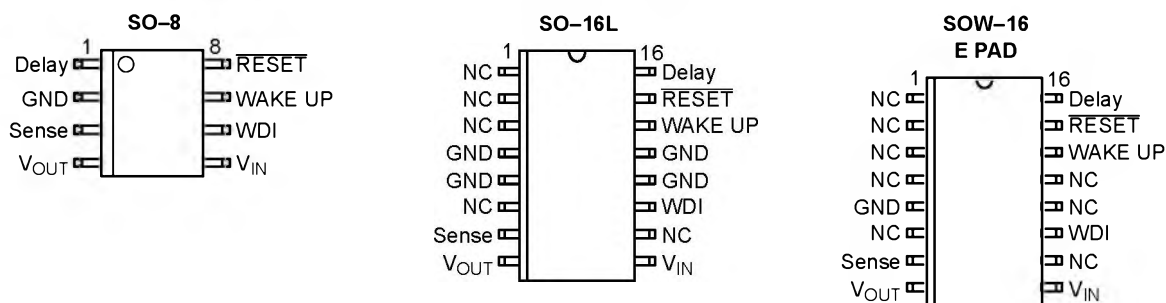 SO–8
1 8
Delay RESET
GND WAKE UP
Sense WDI
VOUT VIN
SO–16L
1 16
NC Delay
NC RESET
NC WAKE UP
GND GND
GND GND
NC WDI
Sense NC
VOUT VIN
SOW–16
E PAD
1 16
NC Delay
NC RESET
NC WAKE UP
NC NC
GND NC
NC WDI
Sense NC
VOUT VIN